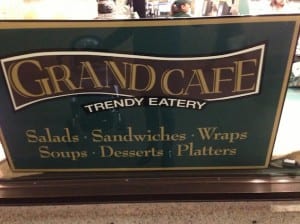 GRAND CAFE
TRENDY EATERY
Salads · Sandwiches · Wraps
Soups · Desserts · Platters